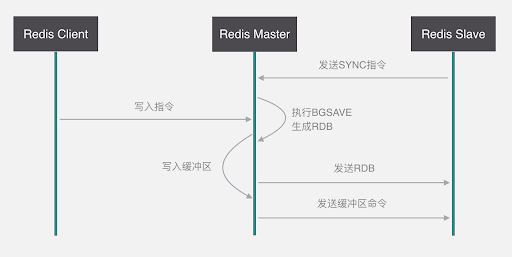 Redis Client
Redis Master
Redis Slave
发送SYNC指令
写入指令
执行BGSAVE
生成RDB
写入缓冲区
发送RDB
发送缓冲区命令